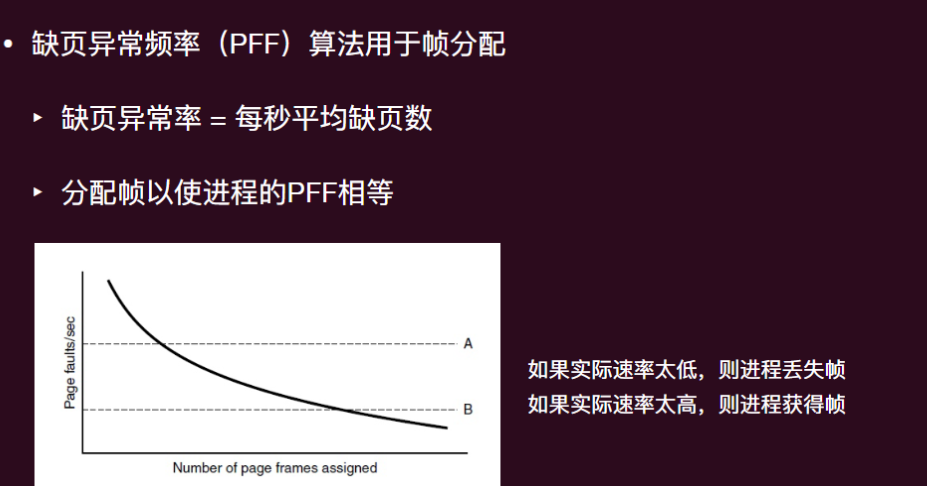 • 缺页异常频率（PFF）算法用于帧分配
▸ 缺页异常率 = 每秒平均缺页数
▸ 分配帧以使进程的PFF相等
Page faults/sec
A
B
Number of page frames assigned
如果实际速率太低，则进程丢失帧
如果实际速率太高，则进程获得帧